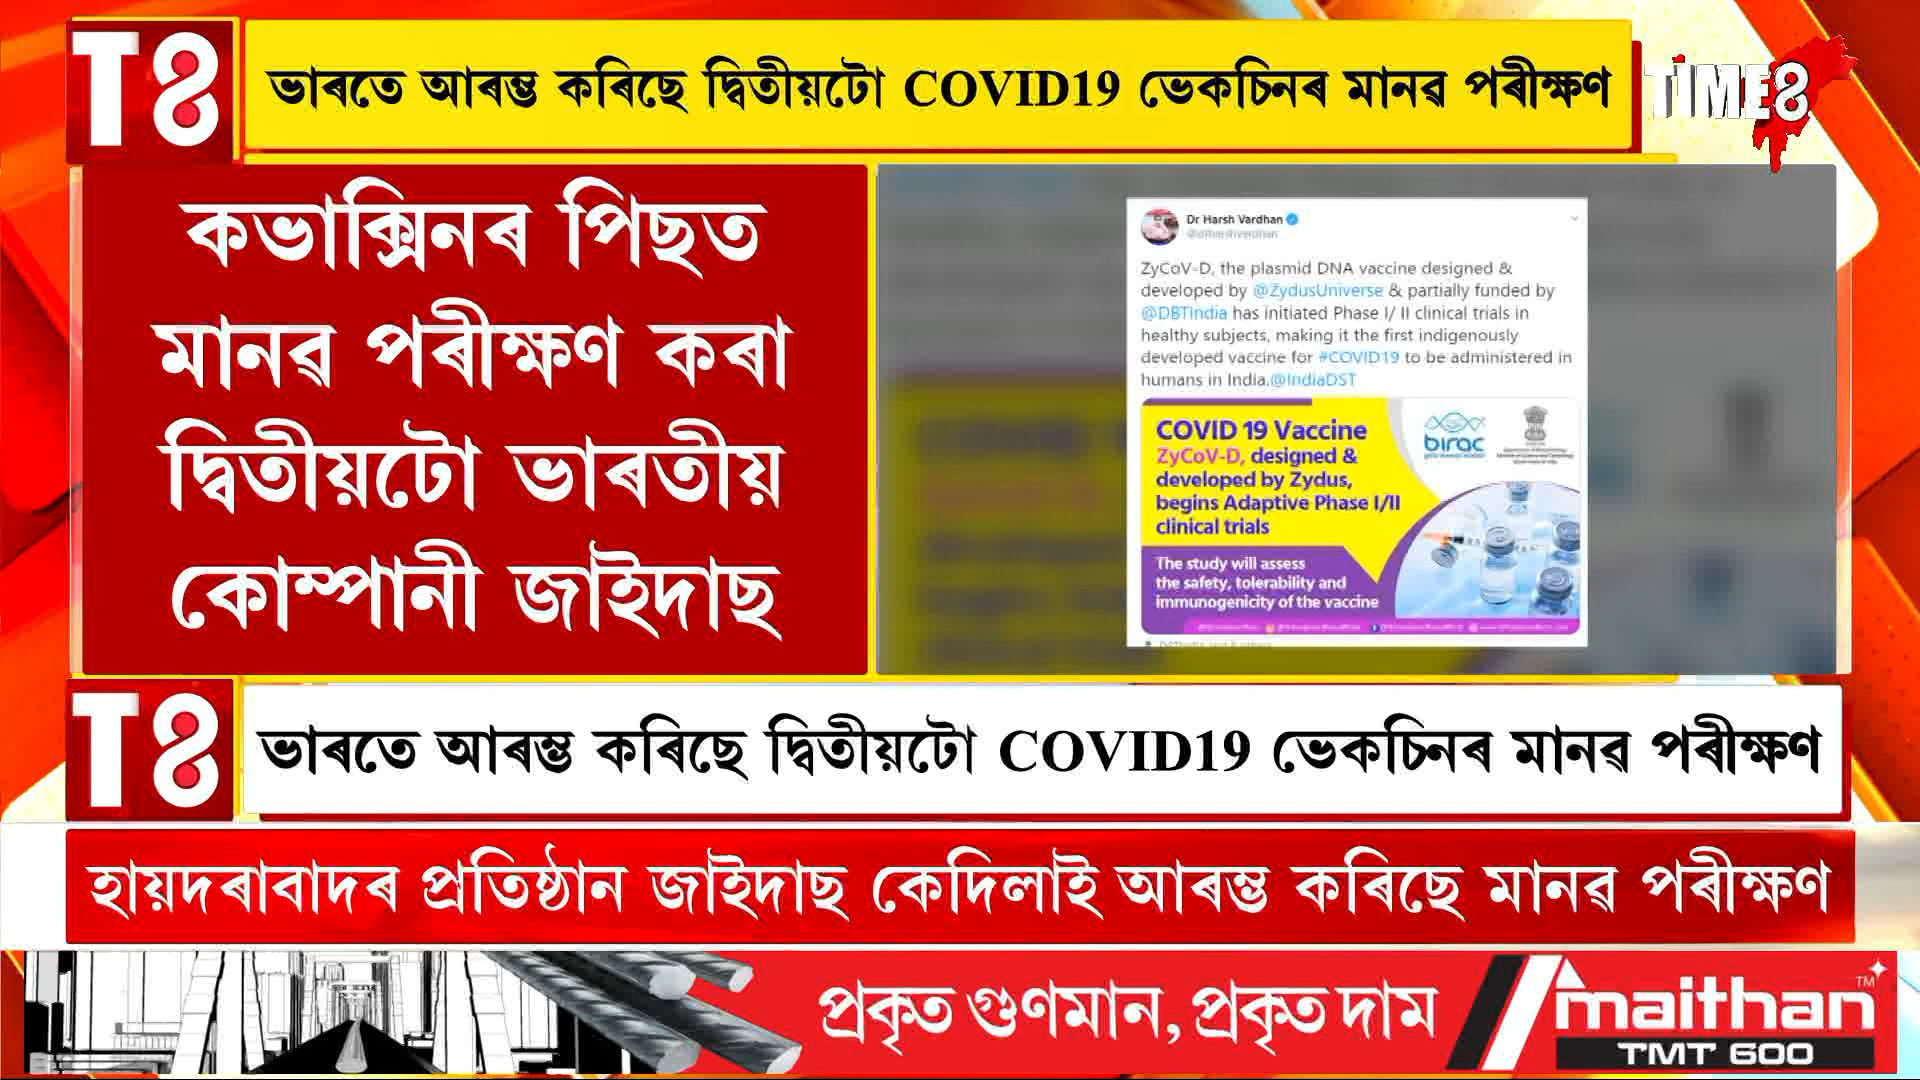 T8
ভাৰতে আৰম্ভ কৰিছে দ্বিতীয়টো COVID19 ভেকচিনৰ মানৱ পৰীক্ষণ
TIME8
কভাক্সিনৰ পিছত
মানৱ পৰীক্ষণ কৰা
দ্বিতীয়টো ভাৰতীয়
কোম্পানী জাইদাছ
Dr Harsh Vardhan
@drharshvardhan
ZyCoV-D, the plasmid DNA vaccine designed &
developed by @ZydusUniverse & partially funded by
@DBTIndia has initiated Phase I/ II clinical trials in
healthy subjects, making it the first indigenously
developed vaccine for #COVID19 to be administered in
humans in India.@IndiaDST
COVID 19 Vaccine
ZyCoV-D, designed &
developed by Zydus,
begins Adaptive Phase I/II
clinical trials
birac
The study will assess
the safety, tolerability and
immunogenicity of the vaccine
T8
ভাৰতে আৰম্ভ কৰিছে দ্বিতীয়টো COVID19 ভেকচিনৰ মানৱ পৰীক্ষণ
হায়দৰাবাদৰ প্ৰতিষ্ঠান জাইদাছ কেদিলাই আৰম্ভ কৰিছে মানৱ পৰীক্ষণ
প্ৰকৃত গুণমান, প্ৰকৃত দাম
maithan TM
TMT 600